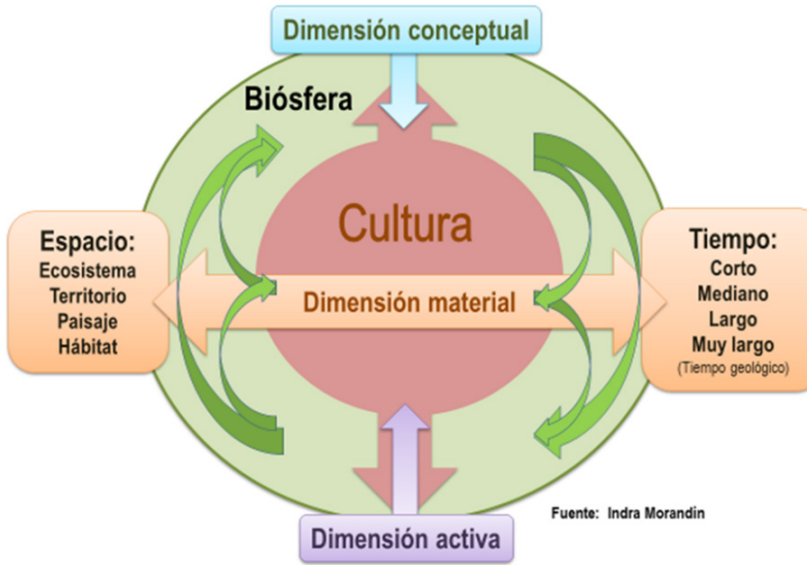 Dimensión conceptual
Biósfera
Cultura
Espacio:
Ecosistema
Territorio
Paisaje
Hábitat
Dimensión material
Tiempo:
Corto
Mediano
Largo
Muy largo
(Tiempo geológico)
Fuente: Indra Morandín
Dimensión activa